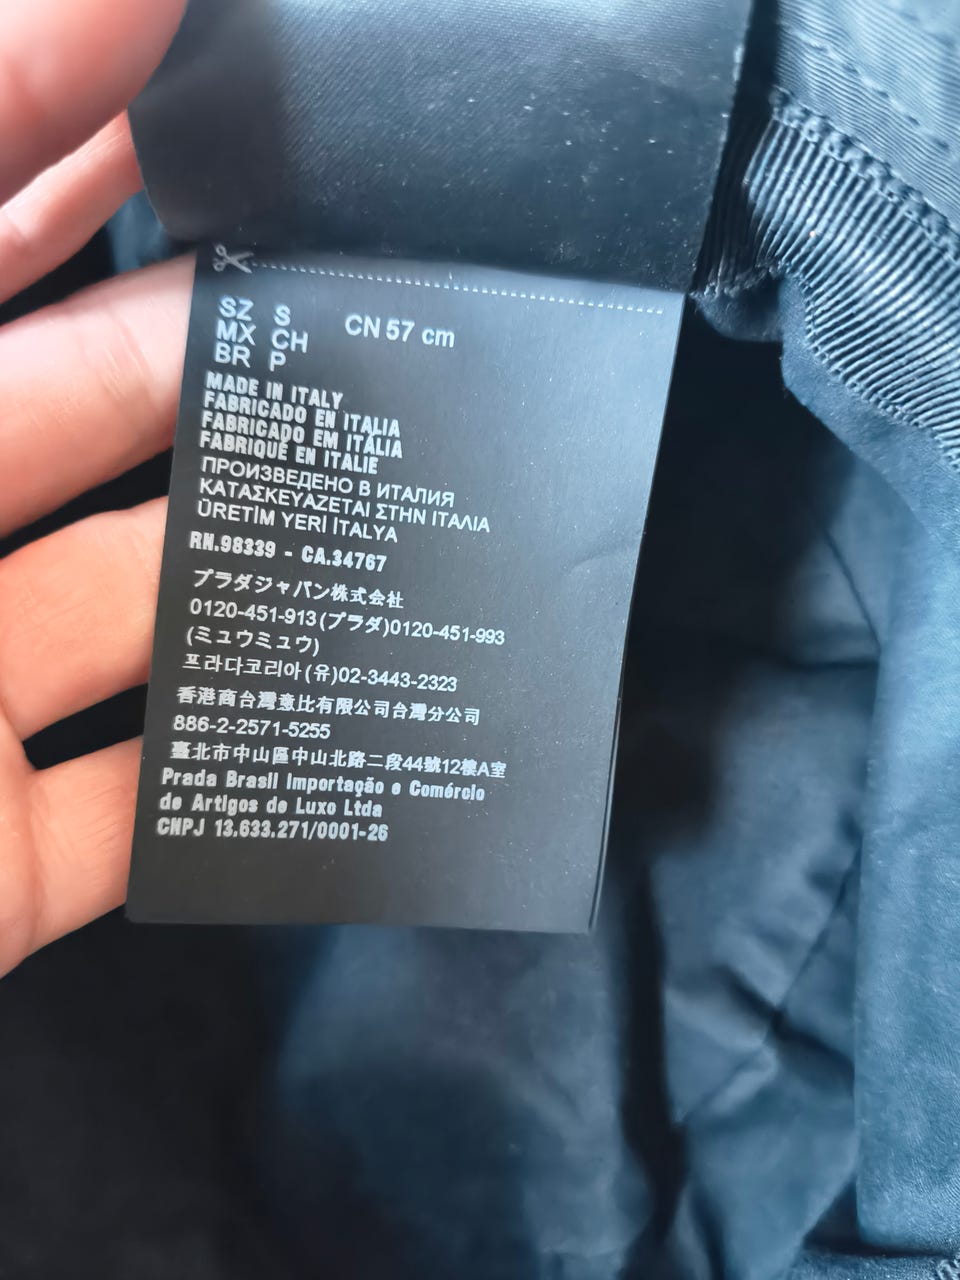 SZ S CN 57 cm
MX CH
BR P
MADE IN ITALY
FABRICADO EN ITALIA
FABRICADO EM ITÁLIA
FABRIQUÉ EN ITALIE
ПРОИЗВЕДЕНО В ИТАЛИЯ
ΚΑΤΑΣΚΕΥΑΖΕΤΑΙ ΣΤΗΝ ΙΤΑΛΙΑ
ÜRETİM YERİ İTALYA
RN.98339 - CA.34767
プラダジャパン株式会社
0120-451-913(プラダ)0120-451-993
(ミュウミュウ)
프라다코리아(유)02-3443-2323
香港商台灣意比有限公司台灣分公司
886-2-2571-5255
臺北市中山區中山北路二段44號12樓A室
Prada Brasil Importação e Comércio
de Artigos de Luxo Ltda
CNPJ 13.633.271/0001-26